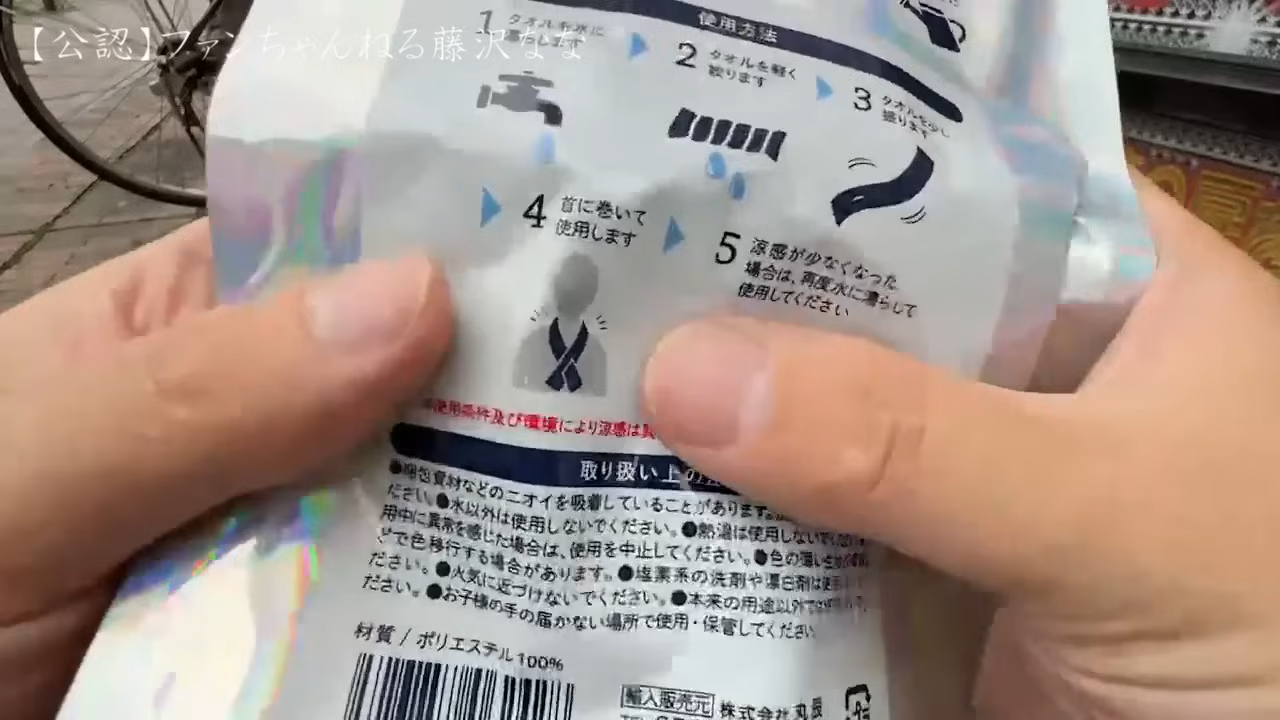 【公認】ファンちゃんねる藤沢なな
使用方法
1 タオルを水に
2 タオルを軽く
絞ります
3 タオルを少し
振ります
4 首に巻いて
使用します
5 涼感が少なくなった
場合は、再度水に濡らして
使用してください
使用条件及び環境により涼感は異
取り扱い上の
●梱包資材などのニオイを吸着していることがあります。
ださい。●水以外は使用しないでください。●熱湯は使用しないでください
用中に異常を感じた場合は、使用を中止してください。●色の濃い生地
どで色移行する場合があります。●塩素系の洗剤や漂白剤は使用
ださい。●火気に近づけないでください。●本来の用途以外で
ださい。●お子様の手の届かない場所で使用・保管してください
材質 / ポリエステル100%
輸入販売元 株式会社 丸辰